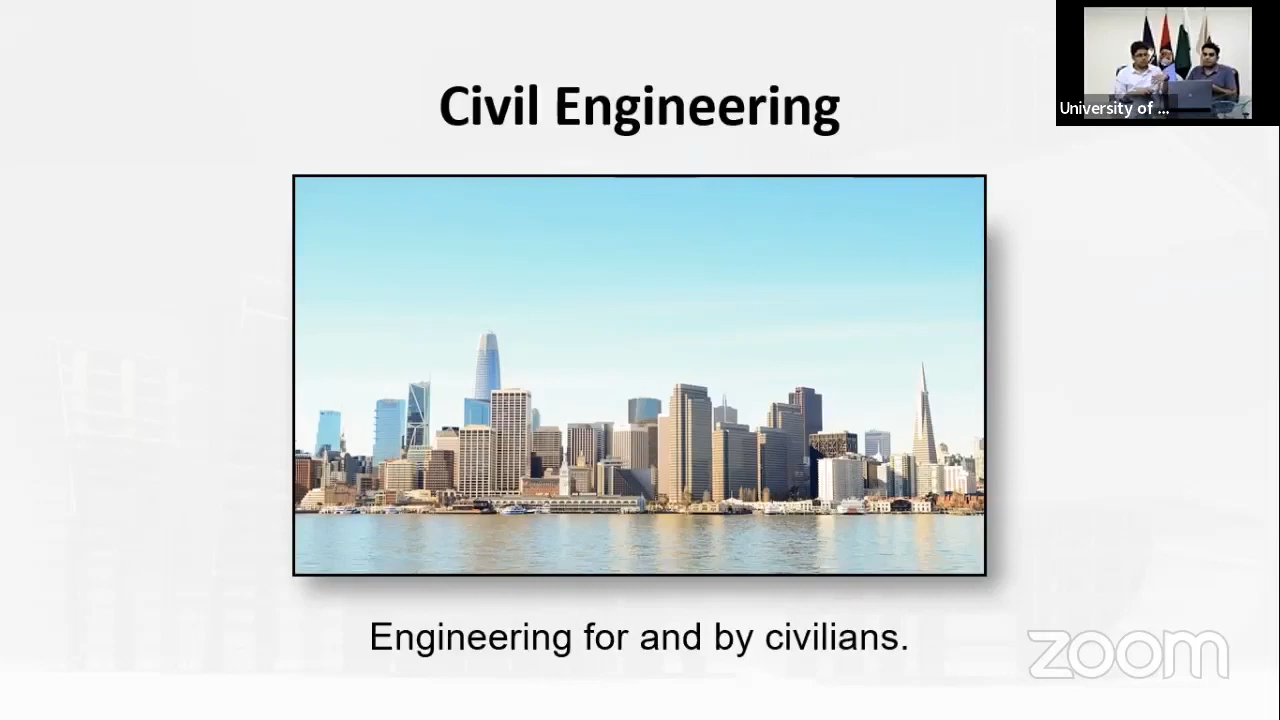 Civil Engineering
University of ...
Engineering for and by civilians.
zoom